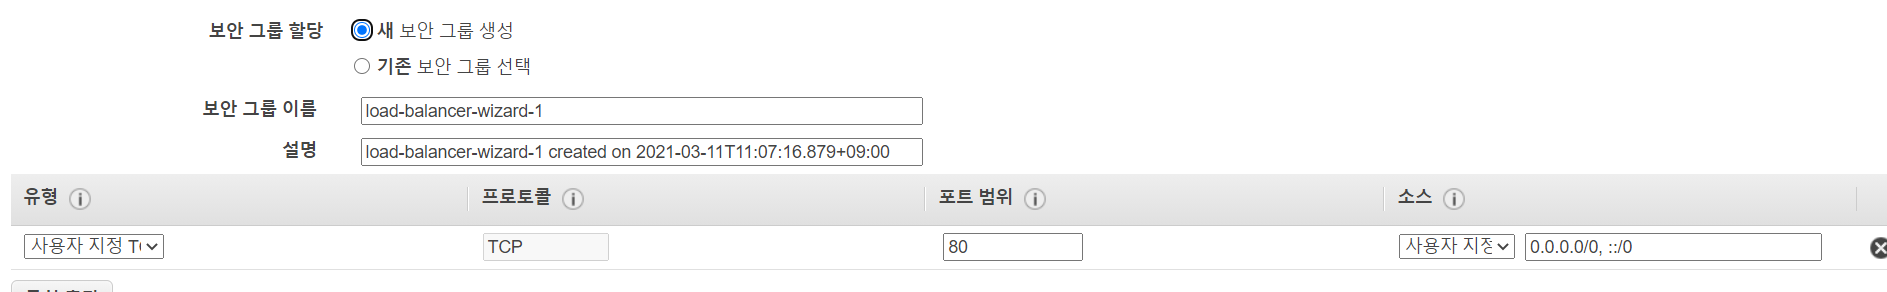 보안 그룹 할당 새 보안 그룹 생성
기존 보안 그룹 선택
보안 그룹 이름 load-balancer-wizard-1
설명 load-balancer-wizard-1 created on 2021-03-11T11:07:16.879+09:00
유형 프로토콜 포트 범위 소스
사용자 지정 TCP 80 사용자 지정 0.0.0.0/0, ::/0